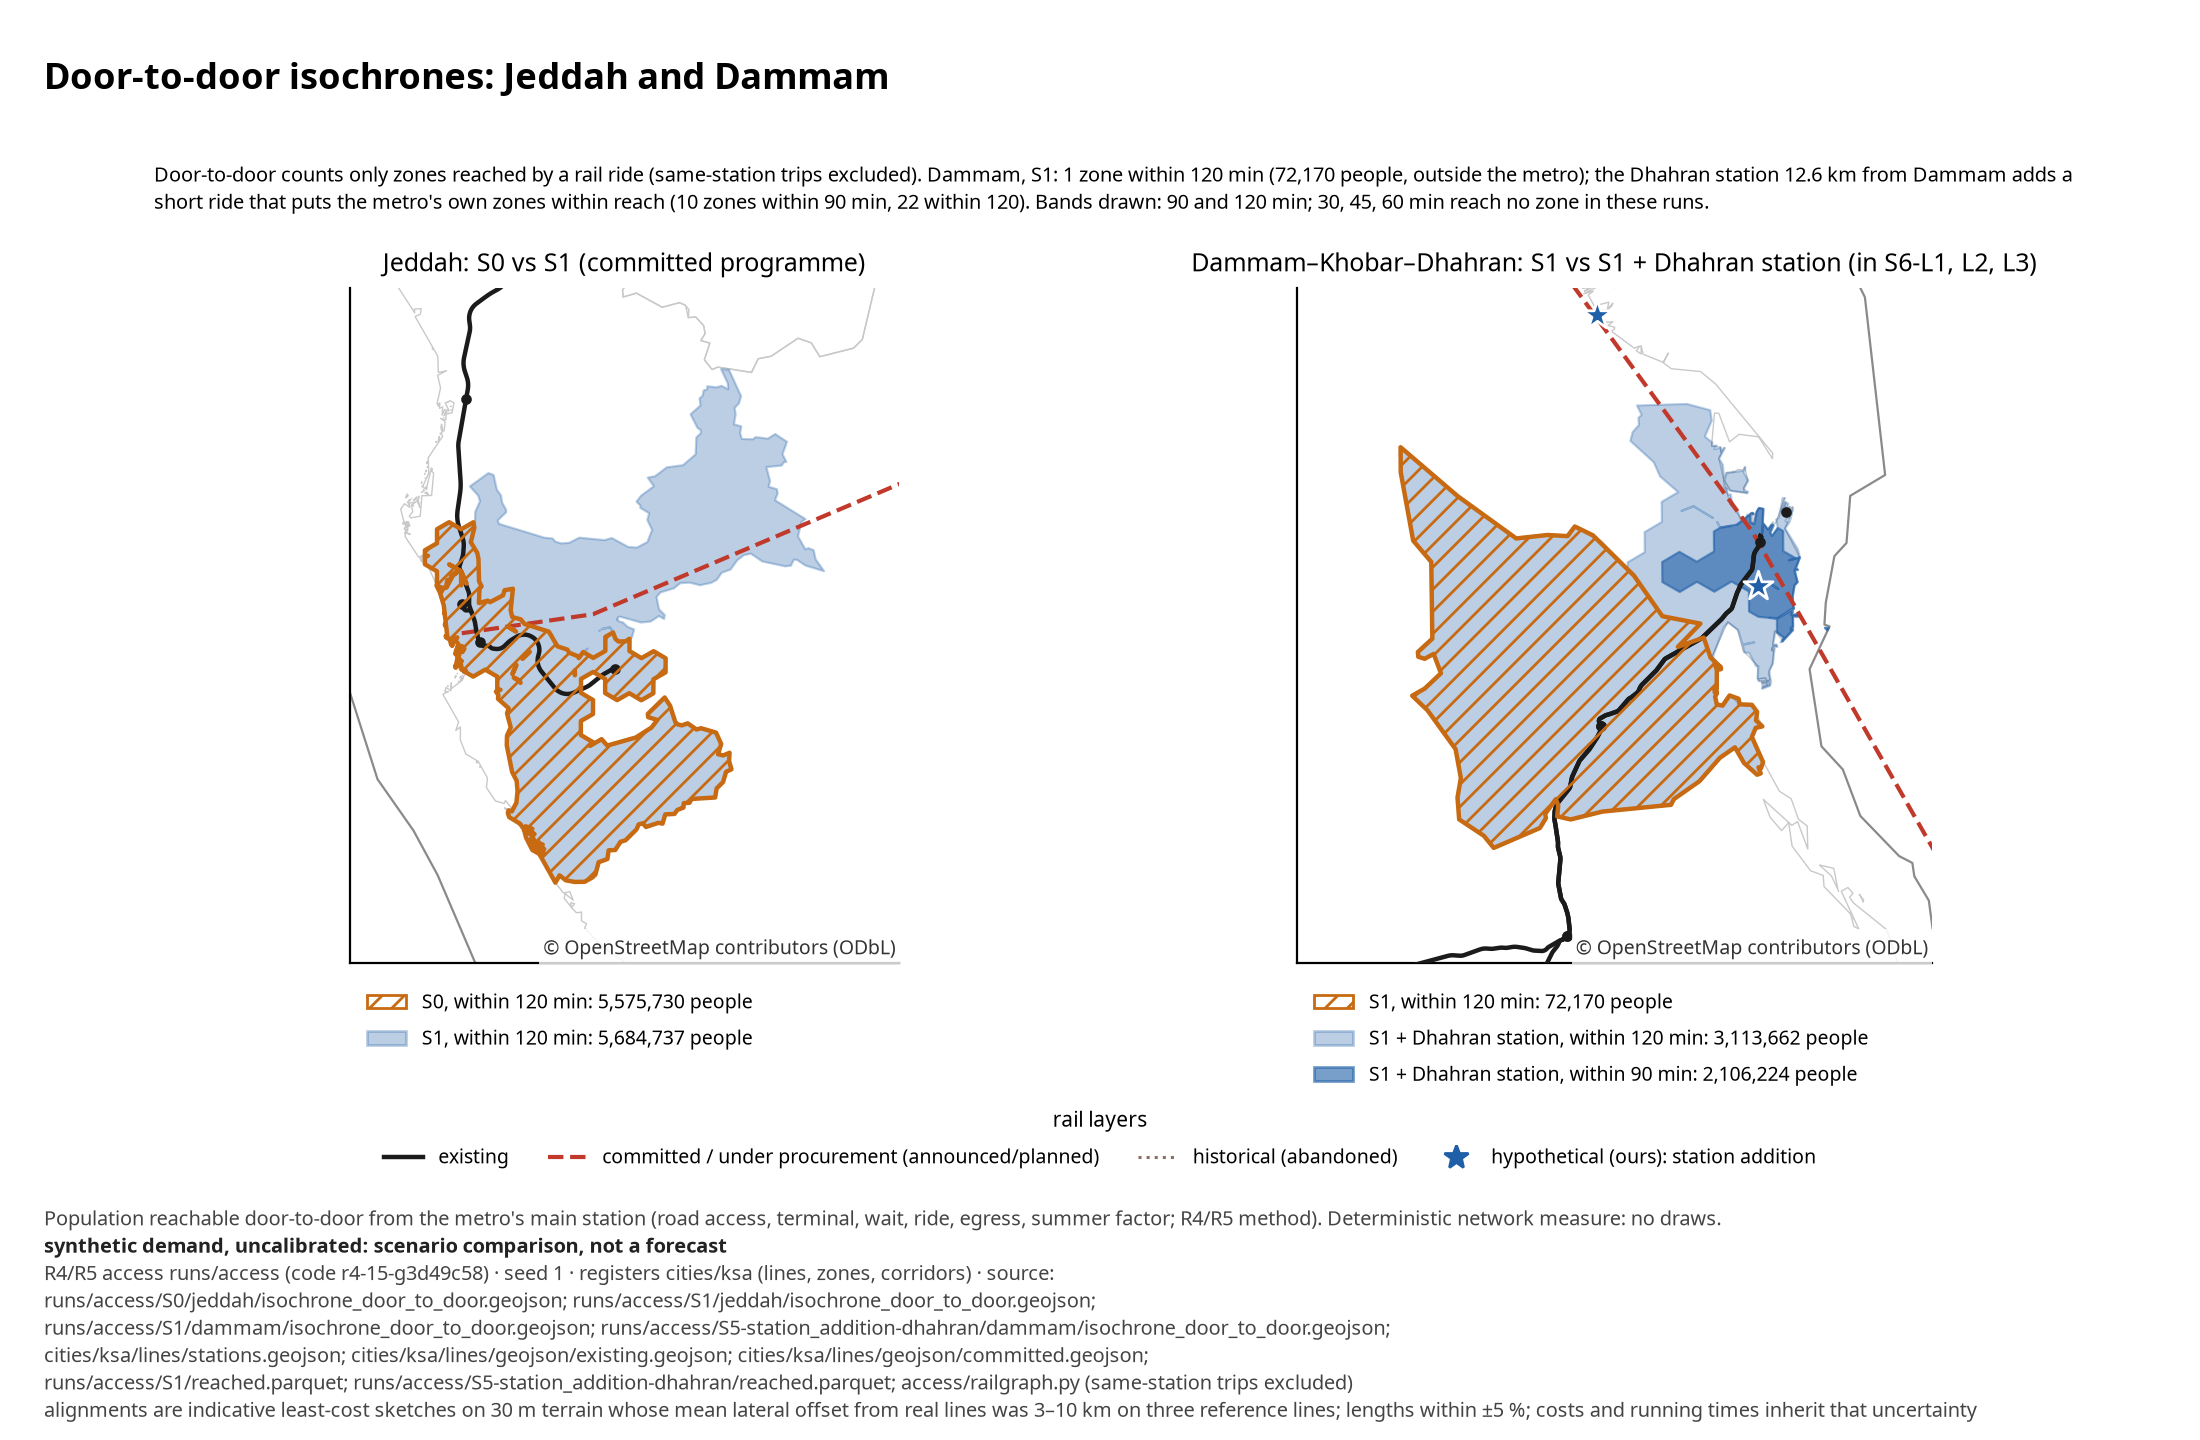 Door-to-door isochrones: Jeddah and Dammam
Door-to-door counts only zones reached by a rail ride (same-station trips excluded). Dammam, S1: 1 zone within 120 min (72,170 people, outside the metro); the Dhahran station 12.6 km from Dammam adds a
short ride that puts the metro's own zones within reach (10 zones within 90 min, 22 within 120). Bands drawn: 90 and 120 min; 30, 45, 60 min reach no zone in these runs.
Jeddah: S0 vs S1 (committed programme)
© OpenStreetMap contributors (ODbL)
S0, within 120 min: 5,575,730 people
S1, within 120 min: 5,684,737 people
Dammam–Khobar–Dhahran: S1 vs S1 + Dhahran station (in S6-L1, L2, L3)
© OpenStreetMap contributors (ODbL)
S1, within 120 min: 72,170 people
S1 + Dhahran station, within 120 min: 3,113,662 people
S1 + Dhahran station, within 90 min: 2,106,224 people
rail layers
existing
committed / under procurement (announced/planned)
historical (abandoned)
hypothetical (ours): station addition
Population reachable door-to-door from the metro's main station (road access, terminal, wait, ride, egress, summer factor; R4/R5 method). Deterministic network measure: no draws.
synthetic demand, uncalibrated: scenario comparison, not a forecast
R4/R5 access runs/access (code r4-15-g3d49c58) · seed 1 · registers cities/ksa (lines, zones, corridors) · source:
runs/access/S0/jeddah/isochrone_door_to_door.geojson; runs/access/S1/jeddah/isochrone_door_to_door.geojson;
runs/access/S1/dammam/isochrone_door_to_door.geojson; runs/access/S5-station_addition-dhahran/dammam/isochrone_door_to_door.geojson;
cities/ksa/lines/stations.geojson; cities/ksa/lines/geojson/existing.geojson; cities/ksa/lines/geojson/committed.geojson;
runs/access/S1/reached.parquet; runs/access/S5-station_addition-dhahran/reached.parquet; access/railgraph.py (same-station trips excluded)
alignments are indicative least-cost sketches on 30 m terrain whose mean lateral offset from real lines was 3–10 km on three reference lines; lengths within ±5 %; costs and running times inherit that uncertainty